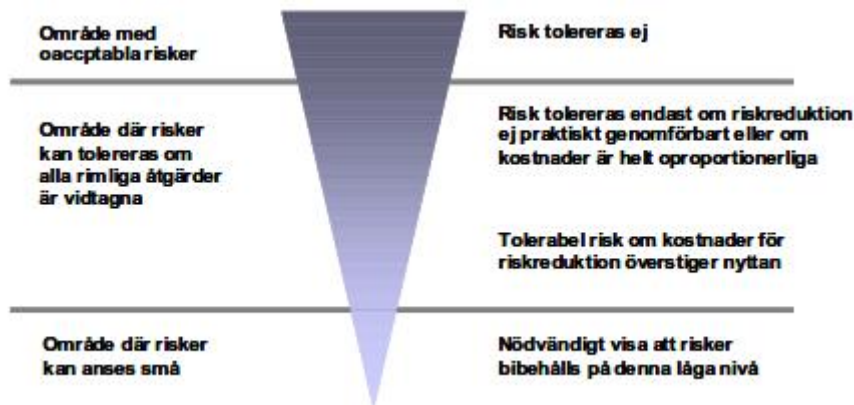 Område med
oaccptabla risker
Risk tolereras ej
Område där risker
kan tolereras om
alla rimliga åtgärder
är vidtagna
Risk tolereras endast om riskreduktion
ej praktiskt genomförbart eller om
kostnader är helt oproportionerliga
Tolerabel risk om kostnader för
riskreduktion överstiger nyttan
Område där risker
kan anses små
Nödvändigt visa att risker
bibehålls på denna låga nivå